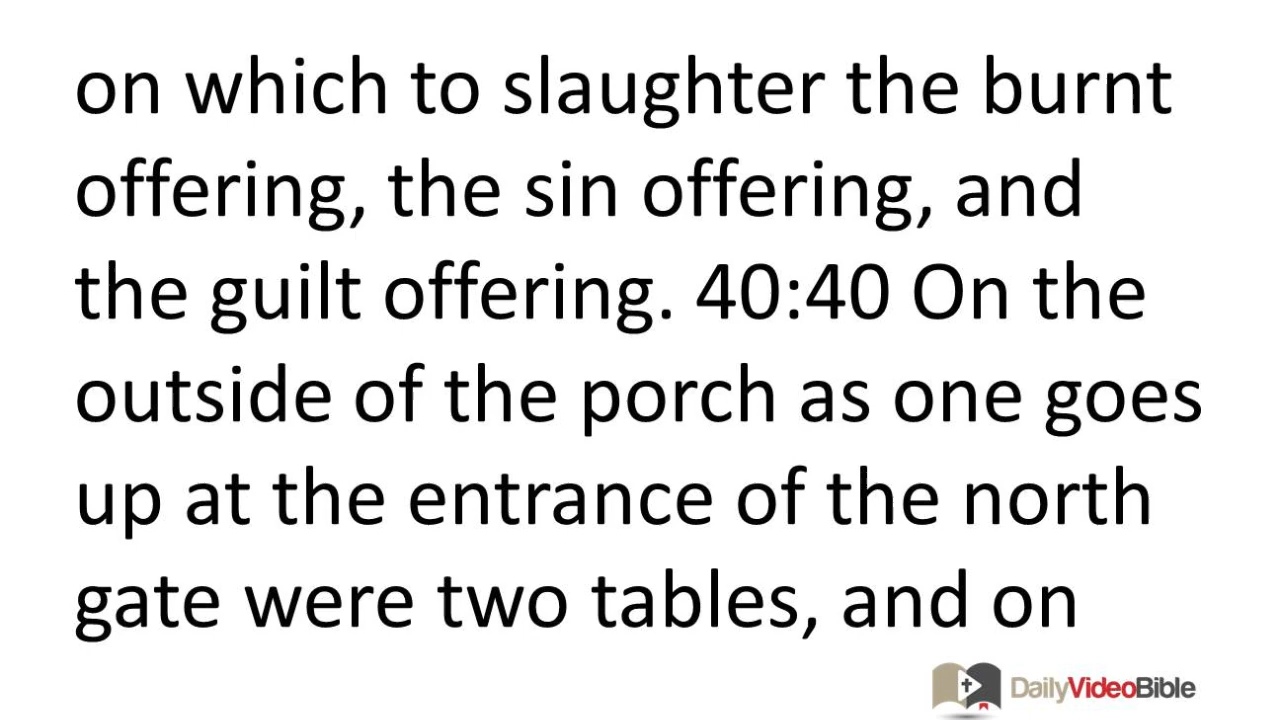 on which to slaughter the burnt
offering, the sin offering, and
the guilt offering. 40:40 On the
outside of the porch as one goes
up at the entrance of the north
gate were two tables, and on
DailyVideoBible